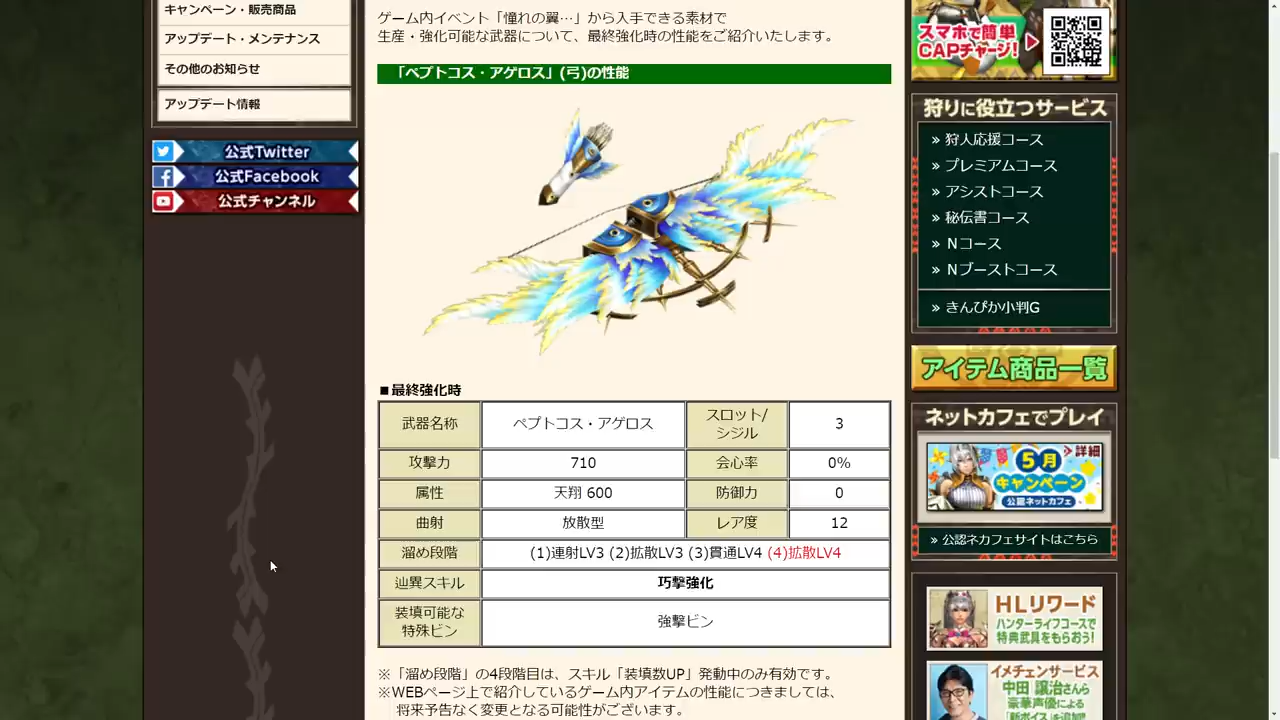 キャンペーン・販売商品
アップデート・メンテナンス
その他のお知らせ
アップデート情報
公式Twitter
公式Facebook
公式チャンネル
ゲーム内イベント「憧れの翼…」から入手できる素材で
生産・強化可能な武器について、最終強化時の性能をご紹介いたします。
「ペプトコス・アゲロス」(弓)の性能
■最終強化時
武器名称 ペプトコス・アゲロス スロット/シジル 3
攻撃力 710 会心率 0%
属性 天翔 600 防御力 0
曲射 放散型 レア度 12
溜め段階 (1)連射LV3 (2)拡散LV3 (3)貫通LV4 (4)拡散LV4
辿異スキル 巧撃強化
装填可能な特殊ビン 強撃ビン
※「溜め段階」の4段階目は、スキル「装填数UP」発動中のみ有効です。
※WEBページ上で紹介しているゲーム内アイテムの性能につきましては、
将来予告なく変更となる可能性がございます。
スマホで簡単
CAPチャージ!
狩りに役立つサービス
» 狩人応援コース
» プレミアムコース
» アシストコース
» 秘伝書コース
» Nコース
» Nブーストコース
» きんぴか小判G
アイテム商品一覧
ネットカフェでプレイ
詳細
5月
キャンペーン
公認ネットカフェ
» 公認ネカフェサイトはこちら
HLリワード
ハンターライフコースで
特典武具をもらおう!
イメチェンサービス
中田 譲治さんら
豪華声優による
「新ボイス」を追加!!